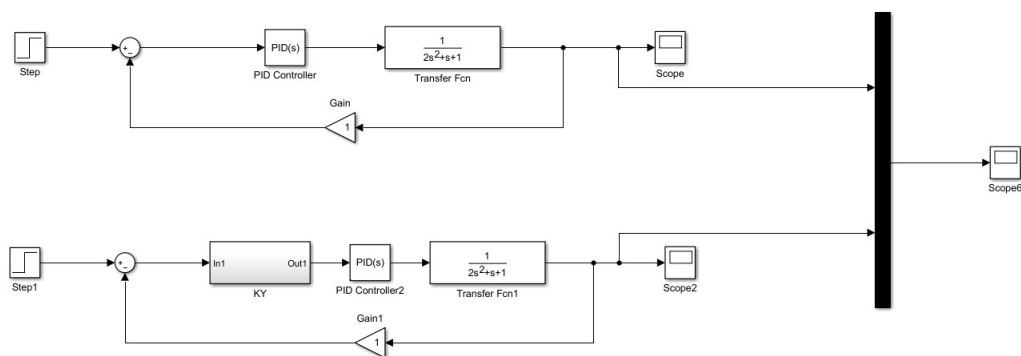 Step
+
−
PID(s)
PID Controller
1
2s²+s+1
Transfer Fcn
Scope
Gain
1
Scope6
Step1
+
−
In1
Out1
KY
PID(s)
PID Controller2
1
2s²+s+1
Transfer Fcn1
Scope2
Gain1
1